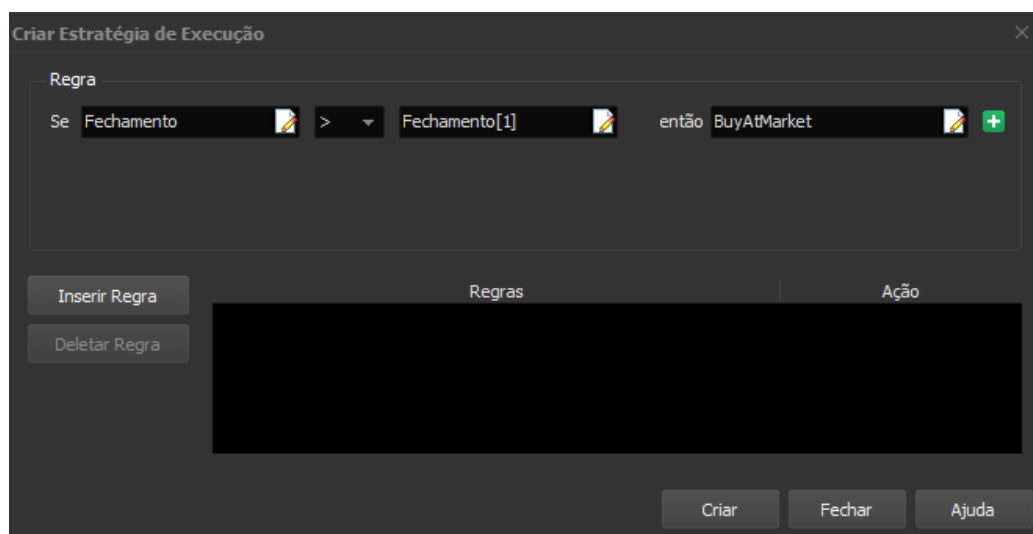 Criar Estratégia de Execução
Regra
Se Fechamento > Fechamento[1] então BuyAtMarket
Inserir Regra
Regras Ação
Deletar Regra
Criar Fechar Ajuda